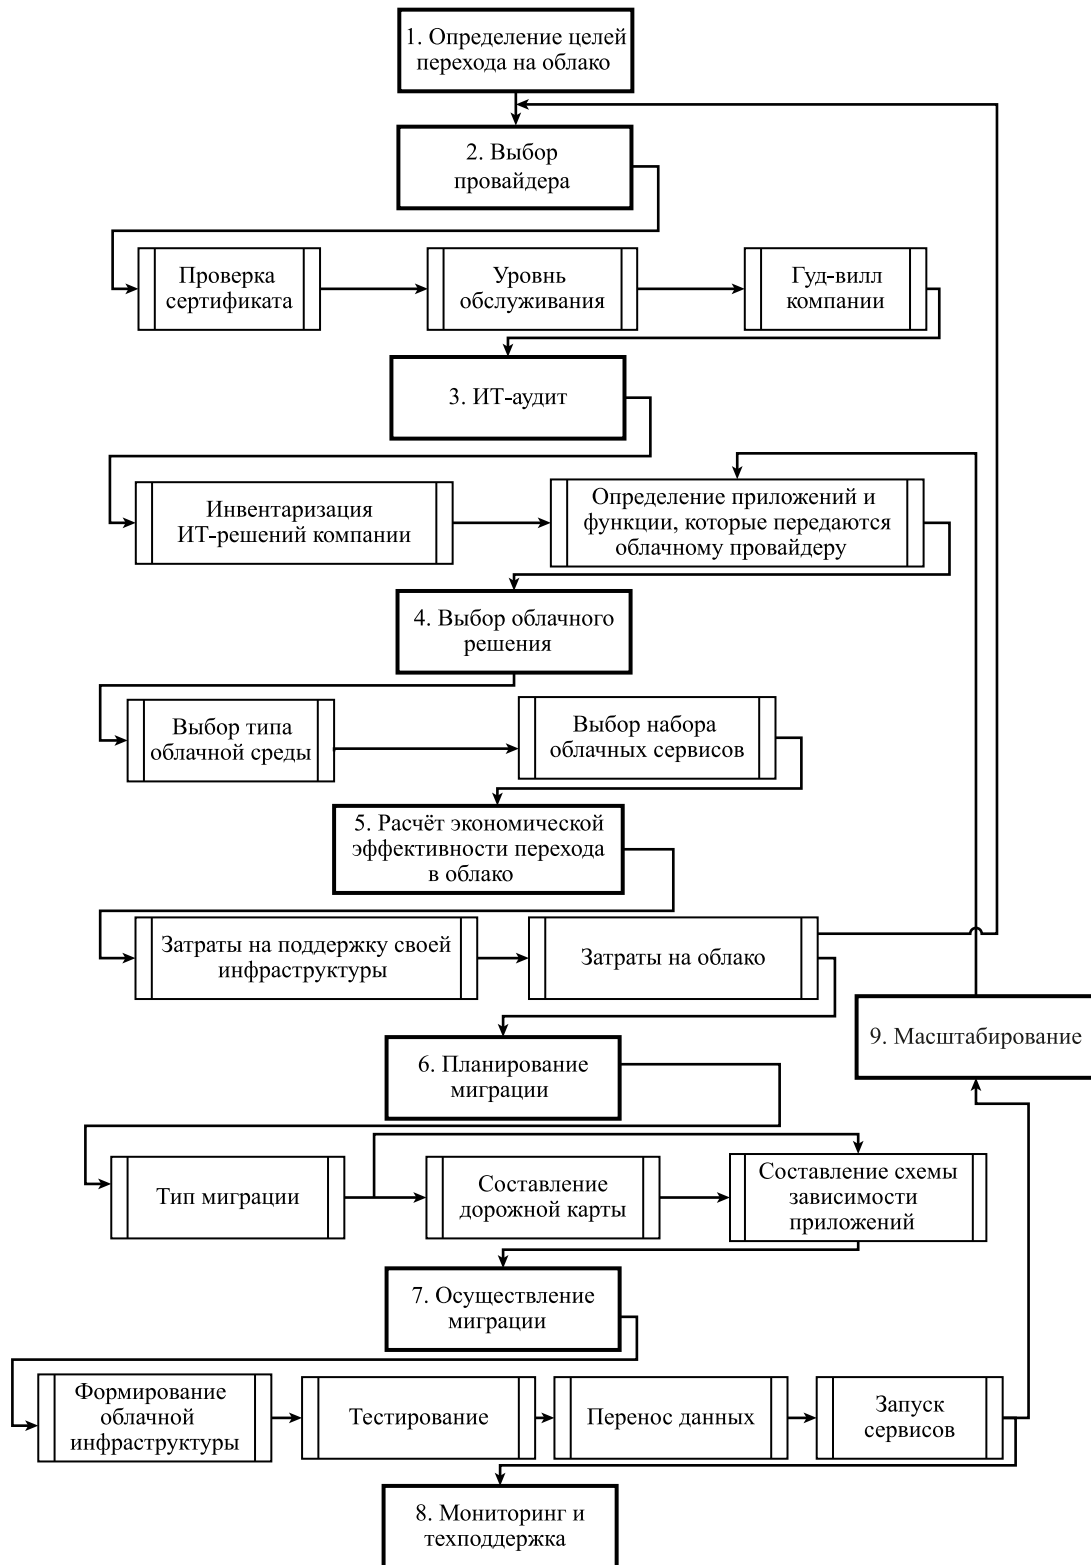 1. Определение целей
перехода на облако
2. Выбор
провайдера
Проверка
сертификата
Уровнь
обслуживания
Гуд-вилл
компании
3. ИТ-аудит
Инвентаризация
ИТ-решений компании
Определение приложений и
функции, которые передаются
облачному провайдеру
4. Выбор облачного
решения
Выбор типа
облачной среды
Выбор набора
облачных сервисов
5. Расчёт экономической
эффективности перехода
в облако
Затраты на поддержку своей
инфраструктуры
Затраты на облако
9. Масштабирование
6. Планирование
миграции
Тип миграции
Составление
дорожной карты
Составление схемы
зависимости
приложений
7. Осуществление
миграции
Формирование
облачной
инфраструктуры
Тестирование
Перенос данных
Запуск
сервисов
8. Мониторинг и
техподдержка